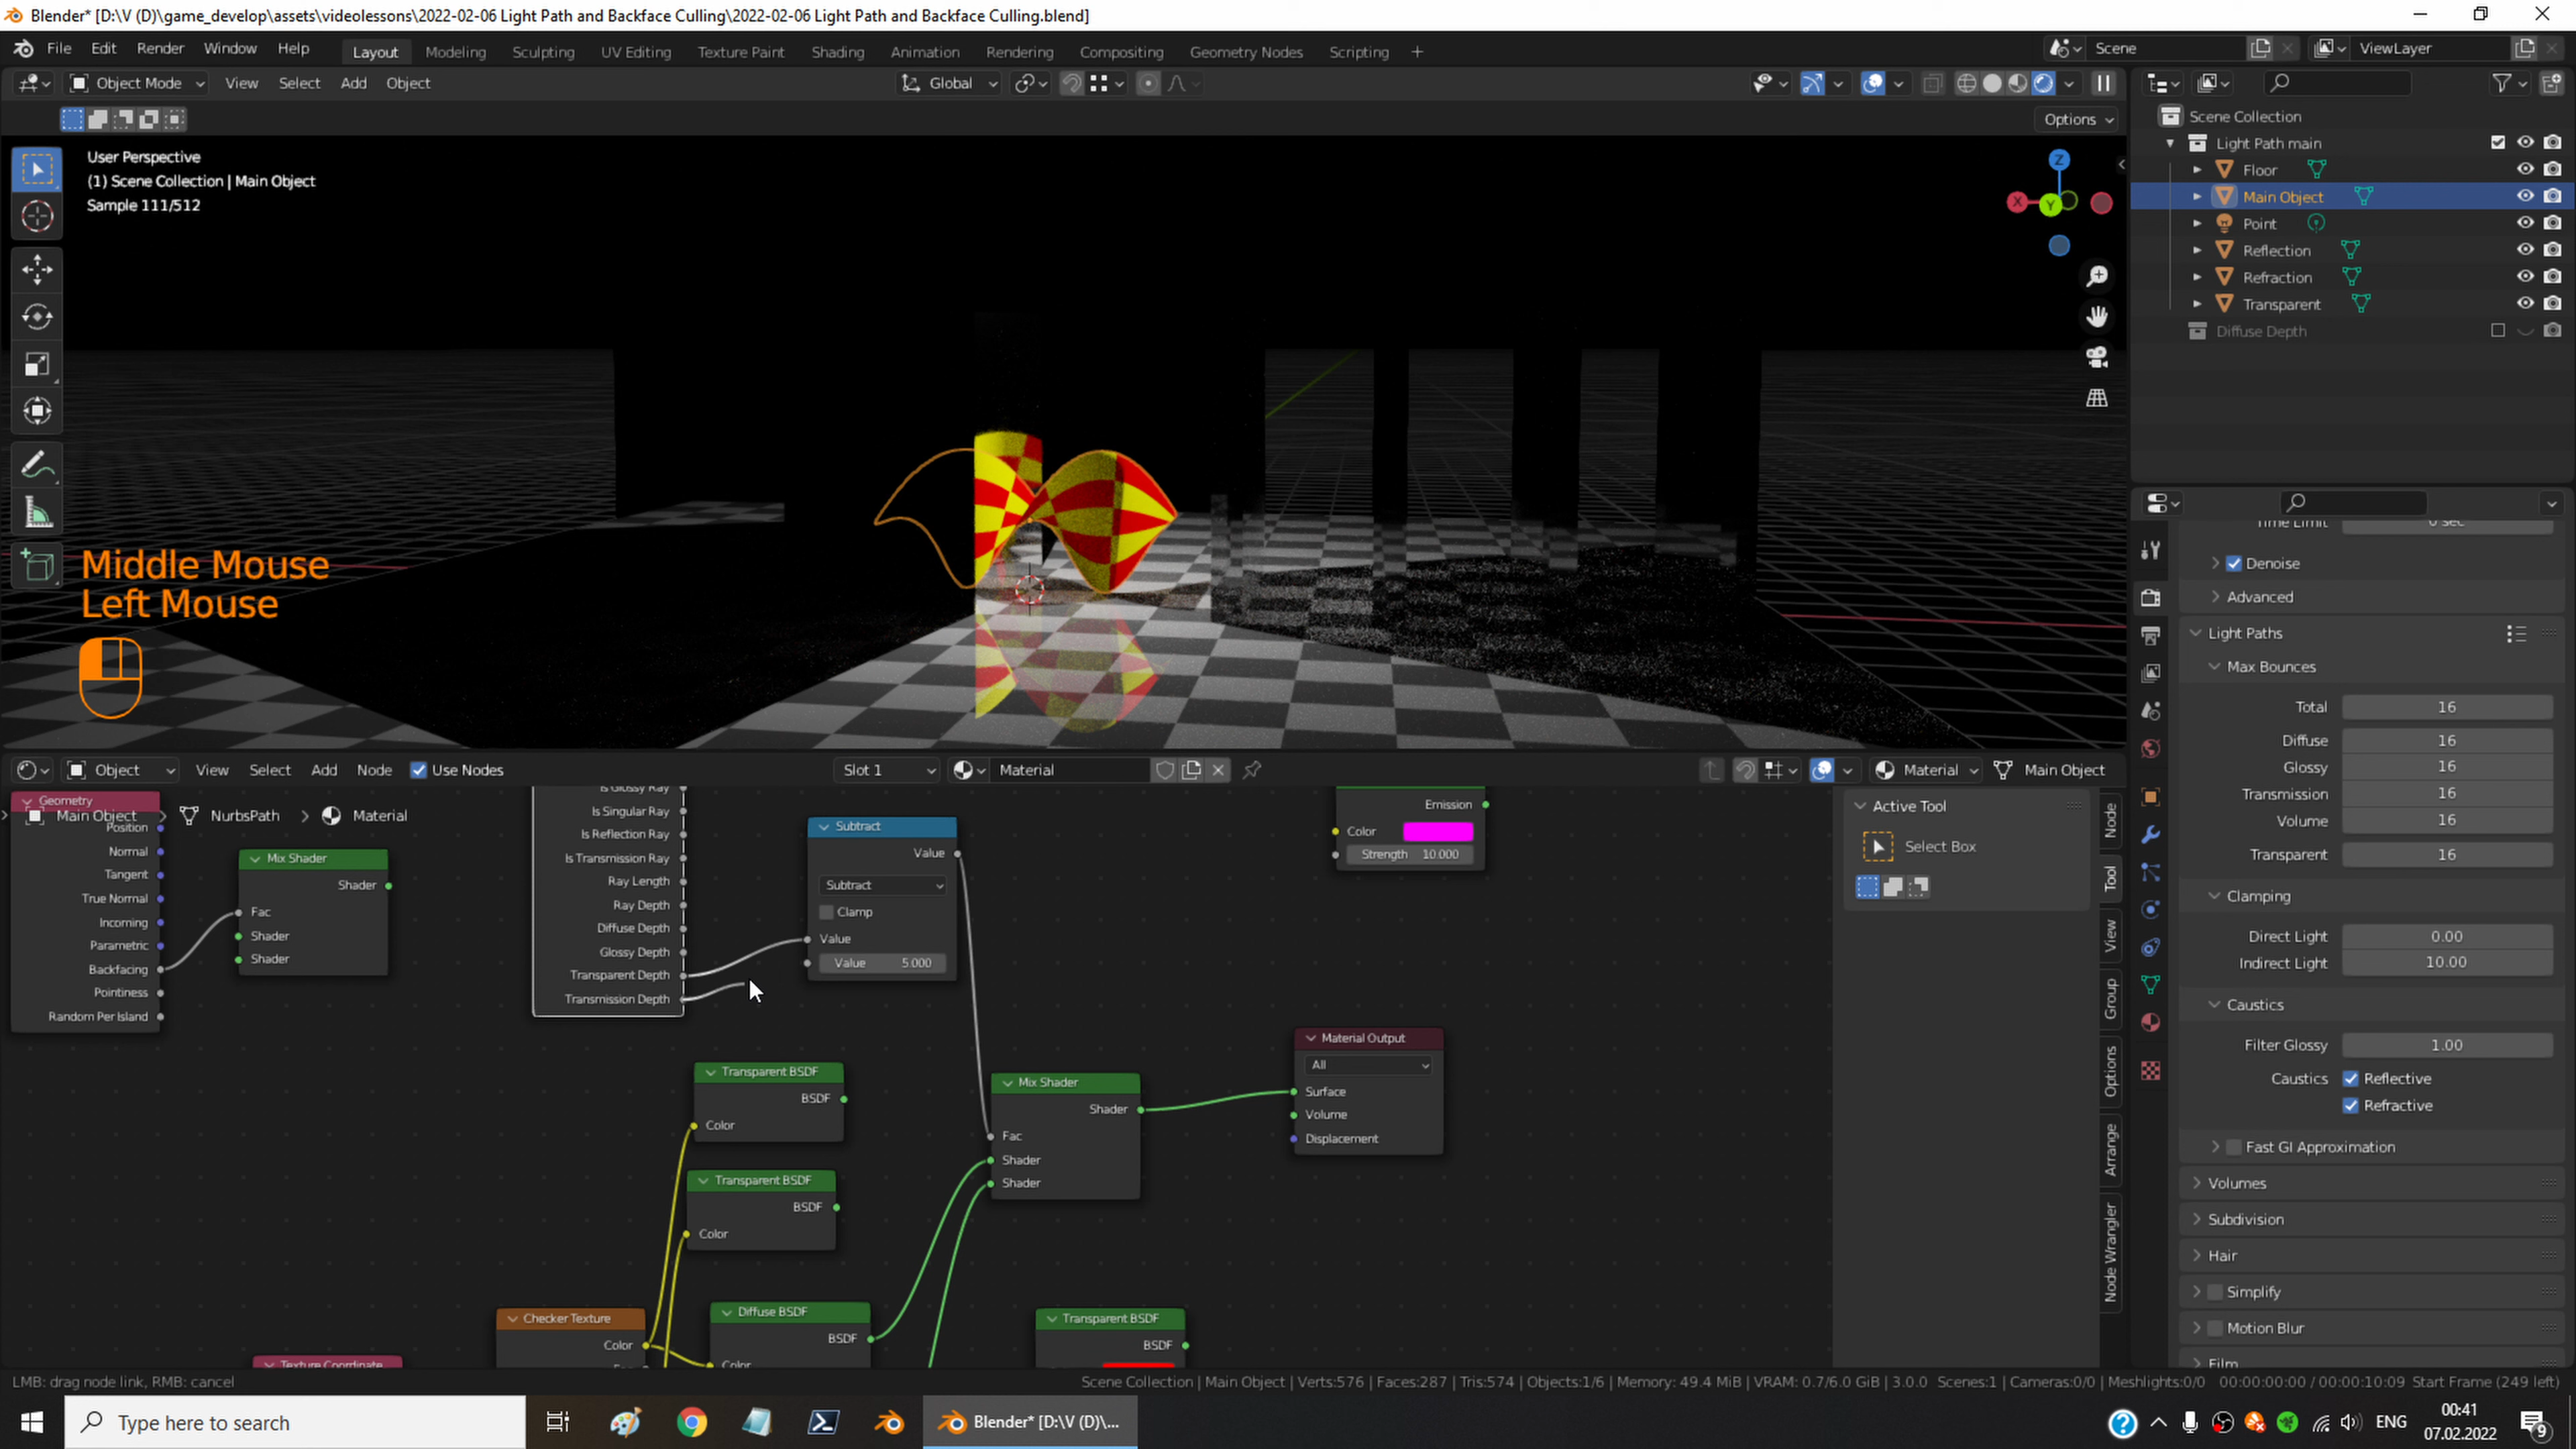 Blender* [D:\V (D)\game_develop\assets\videolessons\2022-02-06 Light Path and Backface Culling\2022-02-06 Light Path and Backface Culling.blend]
File Edit Render Window Help Layout Modeling Sculpting UV Editing Texture Paint Shading Animation Rendering Compositing Geometry Nodes Scripting + Scene ViewLayer
Object Mode View Select Add Object Global
Options
User Perspective
(1) Scene Collection | Main Object
Sample 111/512
Z
X
Y
Middle Mouse
Left Mouse
Scene Collection
Light Path main
Floor
Main Object
Point
Reflection
Refraction
Transparent
Diffuse Depth
Time Limit 0 sec
Denoise
Advanced
Light Paths
Max Bounces
Total 16
Diffuse 16
Glossy 16
Transmission 16
Volume 16
Transparent 16
Clamping
Direct Light 0.00
Indirect Light 10.00
Caustics
Filter Glossy 1.00
Caustics Reflective
Refractive
Fast GI Approximation
Volumes
Subdivision
Hair
Simplify
Motion Blur
Film
Object View Select Add Node Use Nodes Slot 1 Material Material Main Object
Geometry
Main Object NurbsPath Material
Position
Normal
Tangent
True Normal
Incoming
Parametric
Backfacing
Pointiness
Random Per Island
Mix Shader
Shader
Fac
Shader
Shader
Is Glossy Ray
Is Singular Ray
Is Reflection Ray
Is Transmission Ray
Ray Length
Ray Depth
Diffuse Depth
Glossy Depth
Transparent Depth
Transmission Depth
Subtract
Value
Subtract
Clamp
Value
Value 5.000
Emission
Color
Strength 10.000
Transparent BSDF
BSDF
Color
Transparent BSDF
BSDF
Color
Mix Shader
Shader
Fac
Shader
Shader
Material Output
All
Surface
Volume
Displacement
Checker Texture
Color
Texture Coordinate
Diffuse BSDF
BSDF
Color
Transparent BSDF
BSDF
Active Tool
Select Box
Node
Tool
View
Group
Options
Arrange
Node Wrangler
LMB: drag node link, RMB: cancel
Scene Collection | Main Object | Verts:576 | Faces:287 | Tris:574 | Objects:1/6 | Memory: 49.4 MiB | VRAM: 0.7/6.0 GiB | 3.0.0 Scenes:1 | Cameras:0/0 | Meshlights:0/0 00:00:00:00 / 00:00:10:09 Start Frame (249 left)
Type here to search
Blender* [D:\V (D)\...
ENG
00:41
07.02.2022
9